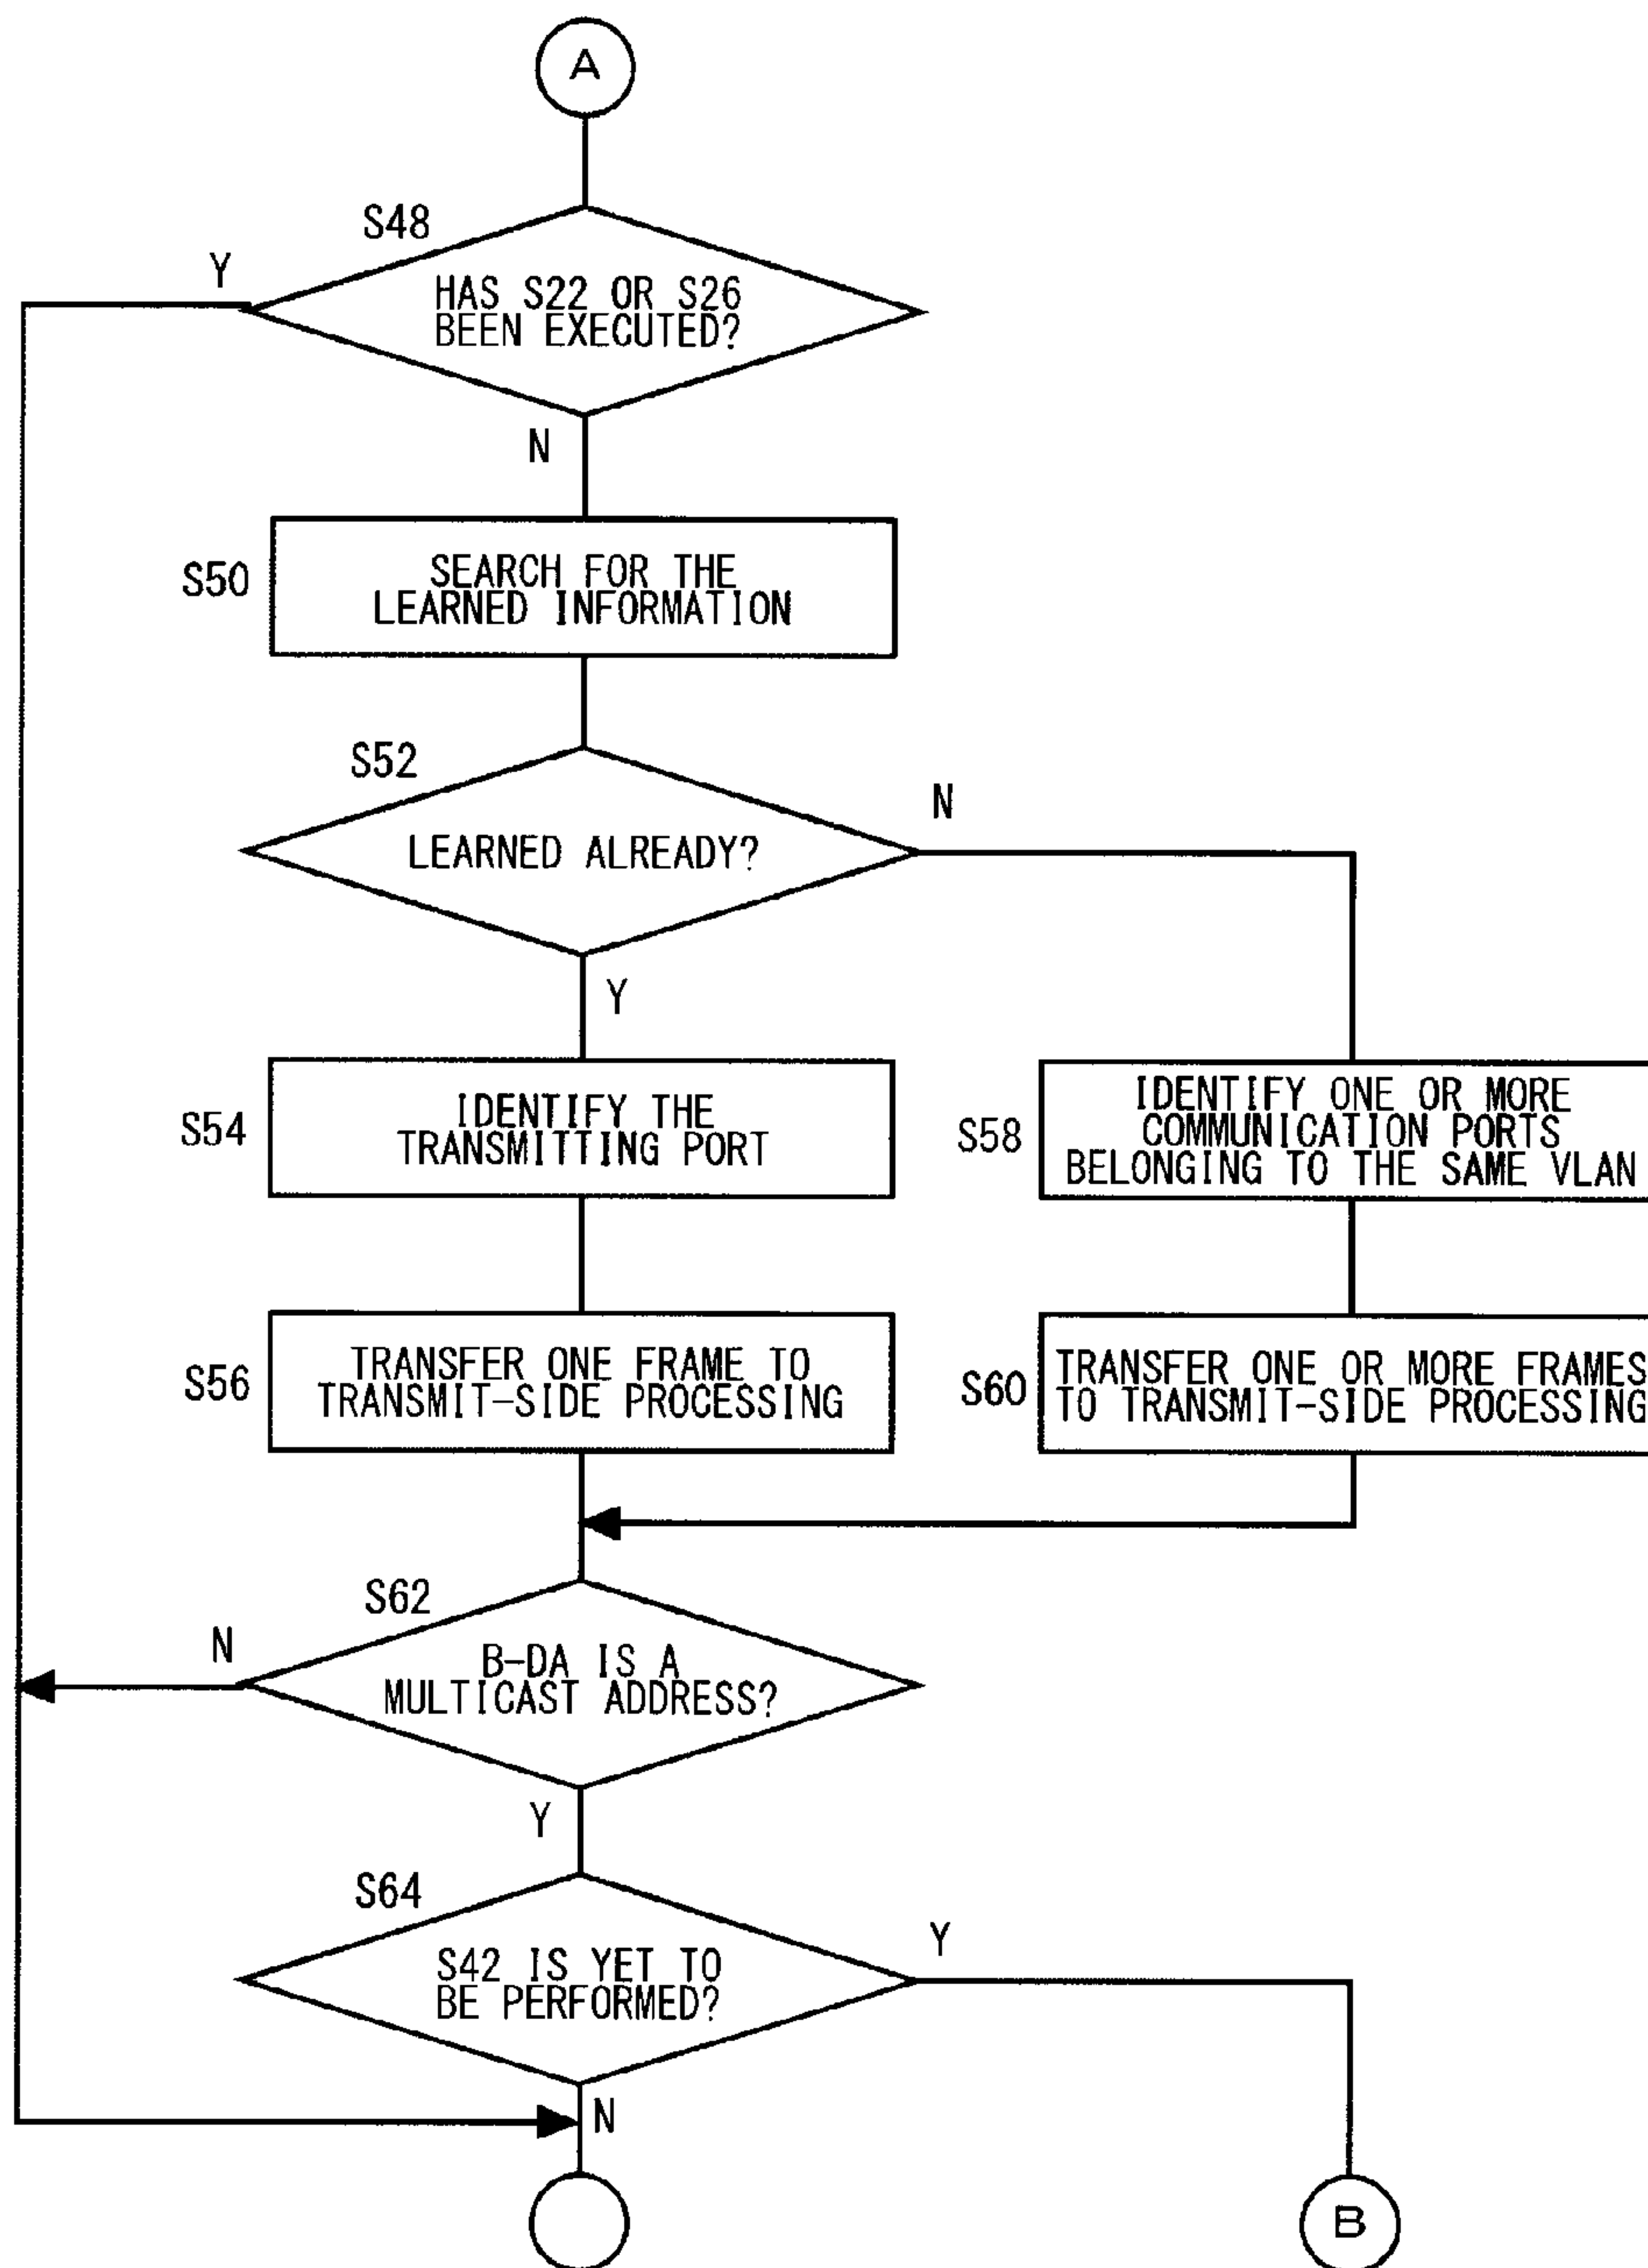 A
S48
Y
HAS S22 OR S26
BEEN EXECUTED?
N
S50
SEARCH FOR THE
LEARNED INFORMATION
S52
N
LEARNED ALREADY?
Y
S54
IDENTIFY THE
TRANSMITTING PORT
S58
IDENTIFY ONE OR MORE
COMMUNICATION PORTS
BELONGING TO THE SAME VLAN
S56
TRANSFER ONE FRAME TO
TRANSMIT-SIDE PROCESSING
S60
TRANSFER ONE OR MORE FRAMES
TO TRANSMIT-SIDE PROCESSING
S62
N
B-DA IS A
MULTICAST ADDRESS?
Y
S64
Y
S42 IS YET TO
BE PERFORMED?
N
B